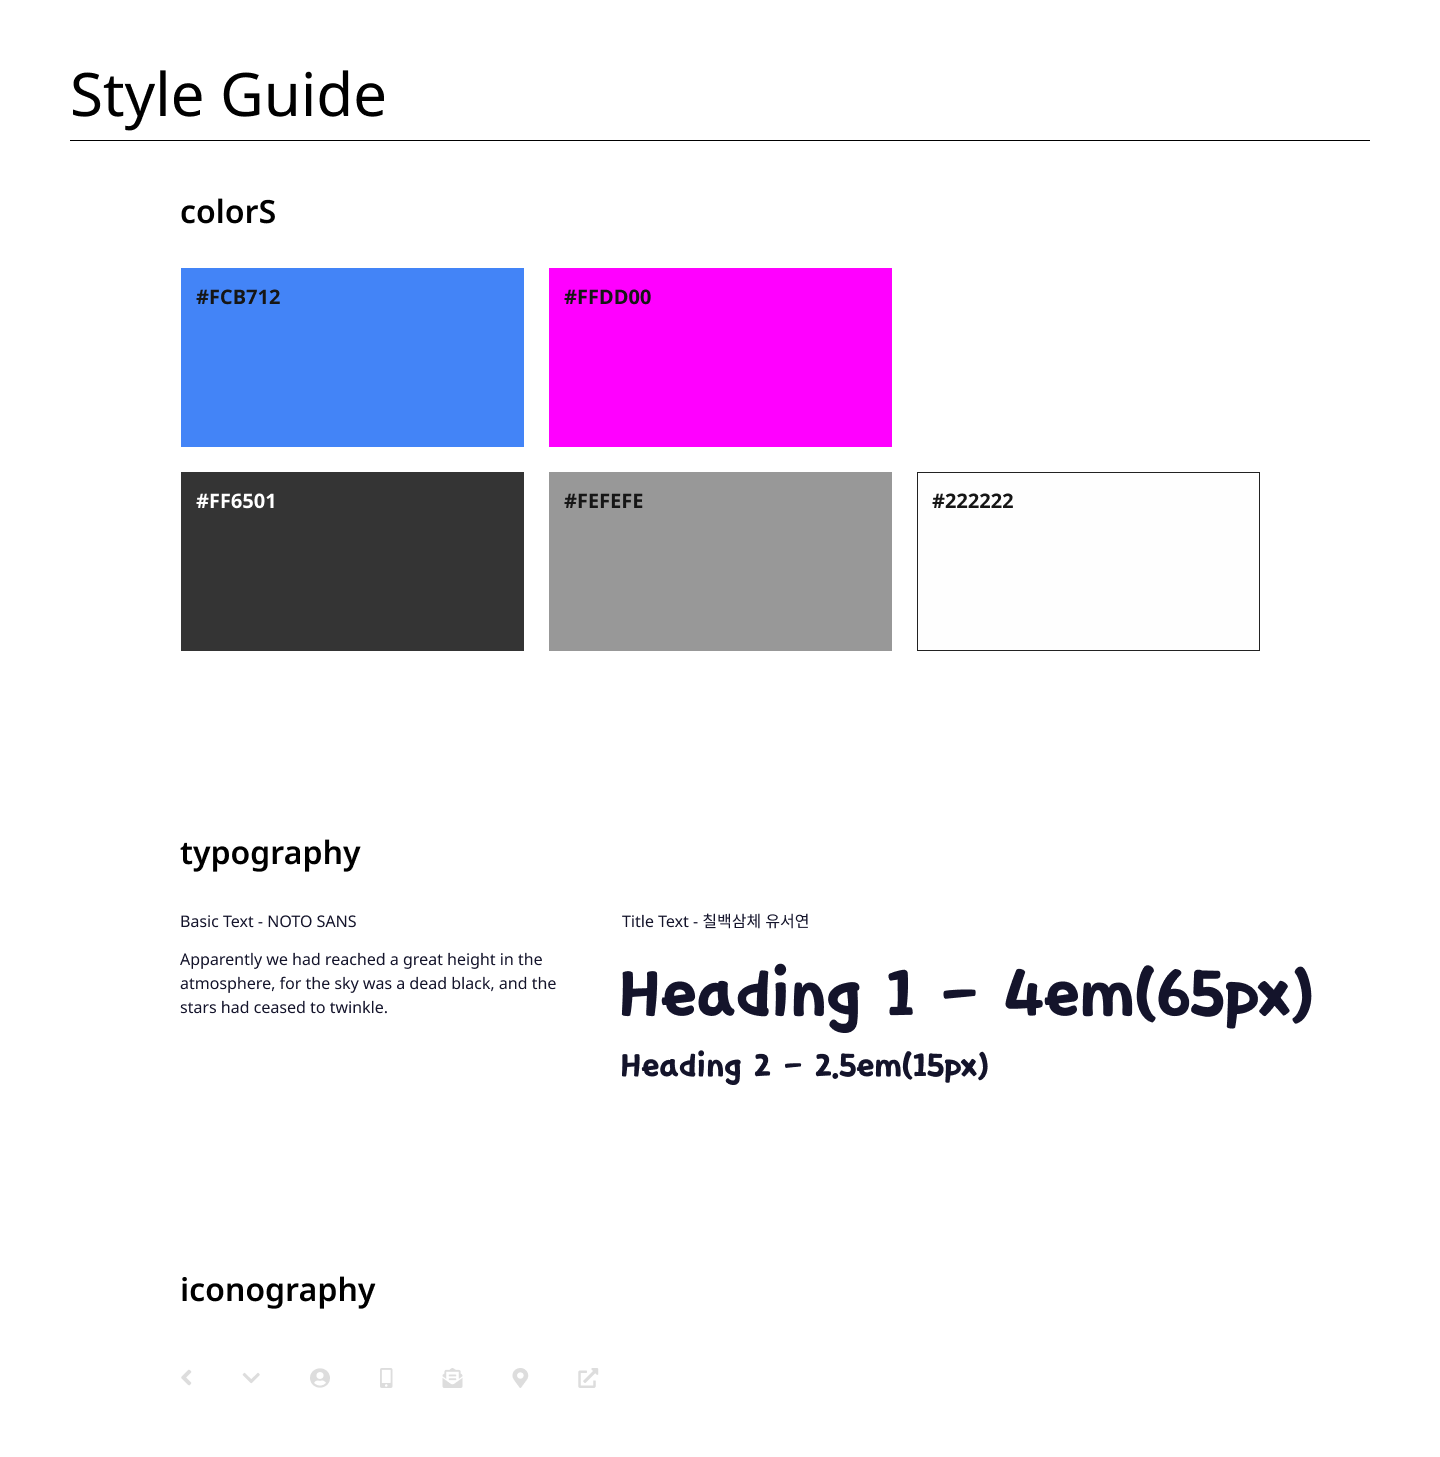 Style Guide
colorS
#FCB712
#FFDD00
#FF6501
#FEFEFE
#222222
typography
Basic Text - NOTO SANS
Apparently we had reached a great height in the
atmosphere, for the sky was a dead black, and the
stars had ceased to twinkle.
Title Text - 칠백삼체 유서연
Heading 1 - 4em(65px)
Heading 2 - 2.5em(15px)
iconography